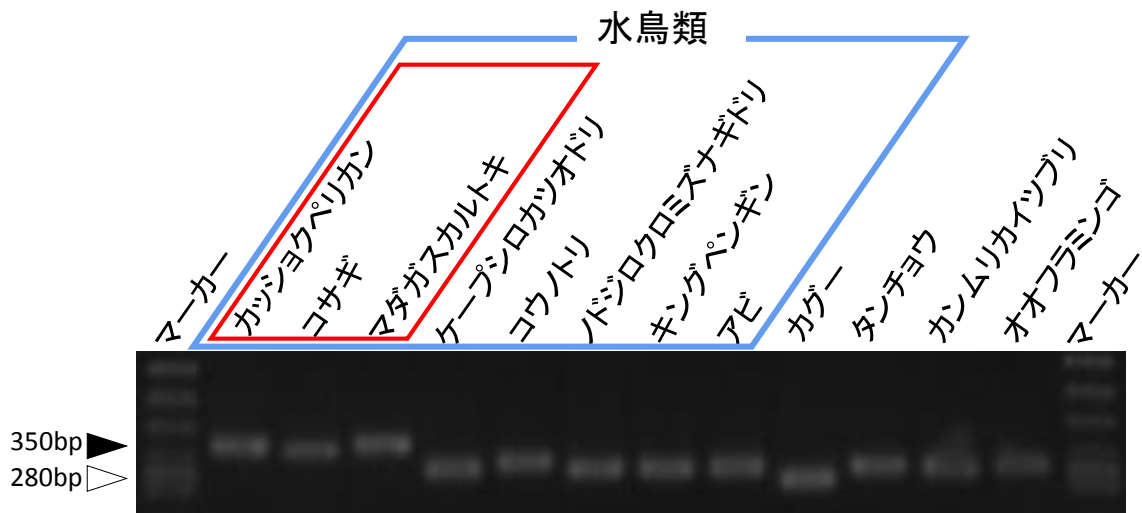 水鳥類
マーカー
カッショクペリカン
コサギ
マダガスカルトキ
ケープシロカツオドリ
コウノトリ
ノドジロクロミズナギドリ
キングペンギン
アビ
カグー
タンチョウ
カンムリカイツブリ
オオフラミンゴ
マーカー
350bp
280bp